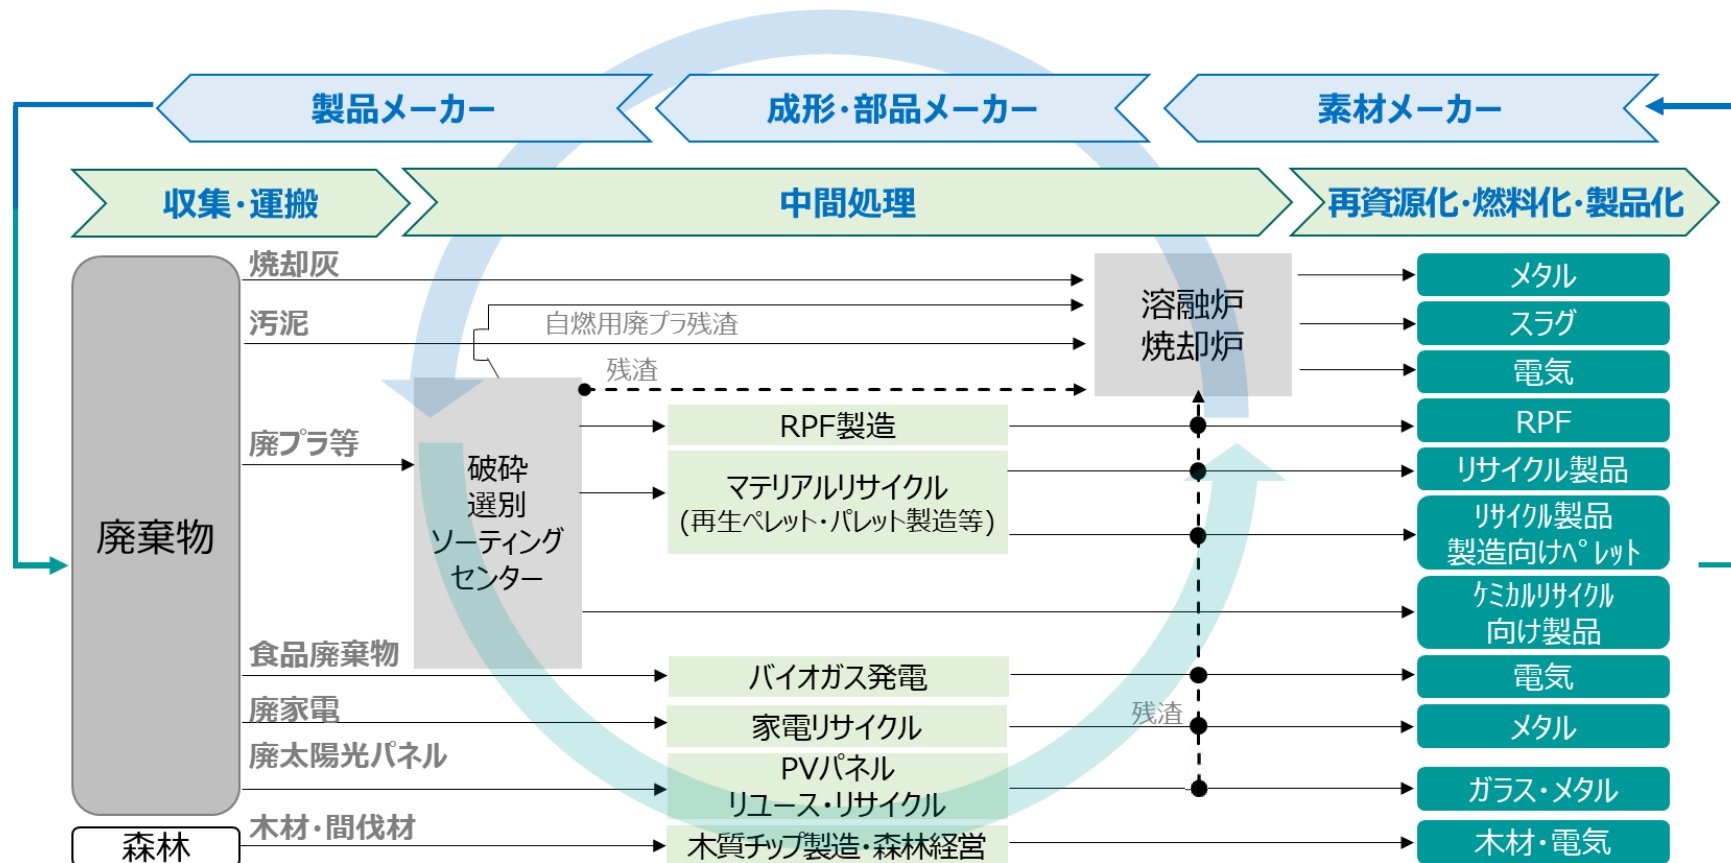 製品メーカー
成形・部品メーカー
素材メーカー
収集・運搬
中間処理
再資源化・燃料化・製品化
廃棄物
森林
焼却灰
汚泥
廃プラ等
食品廃棄物
廃家電
廃太陽光パネル
木材・間伐材
自燃用廃プラ残渣
残渣
破砕
選別
ソーティング
センター
溶融炉
焼却炉
RPF製造
マテリアルリサイクル
(再生ペレット・パレット製造等)
バイオガス発電
家電リサイクル
PVパネル
リユース・リサイクル
木質チップ製造・森林経営
残渣
メタル
スラグ
電気
RPF
リサイクル製品
ﾘｻｲｸﾙ製品
製造向けﾍﾟﾚｯﾄ
ｹﾐｶﾙﾘｻｲｸﾙ
向け製品
電気
メタル
ガラス・メタル
木材・電気